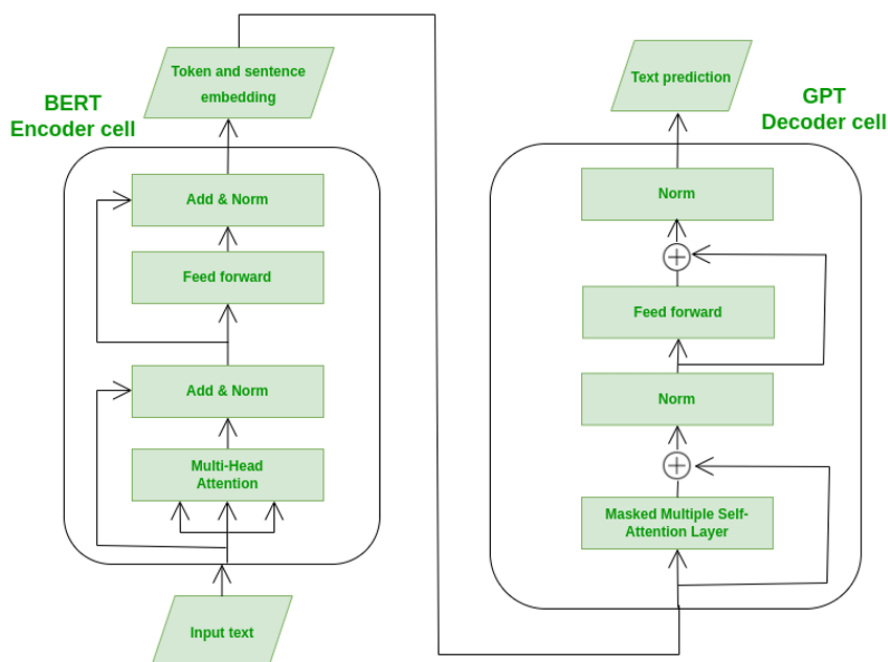 Token and sentence
embedding
BERT
Encoder cell
Add & Norm
Feed forward
Add & Norm
Multi-Head
Attention
Input text
Text prediction
GPT
Decoder cell
Norm
Feed forward
Norm
Masked Multiple Self-
Attention Layer